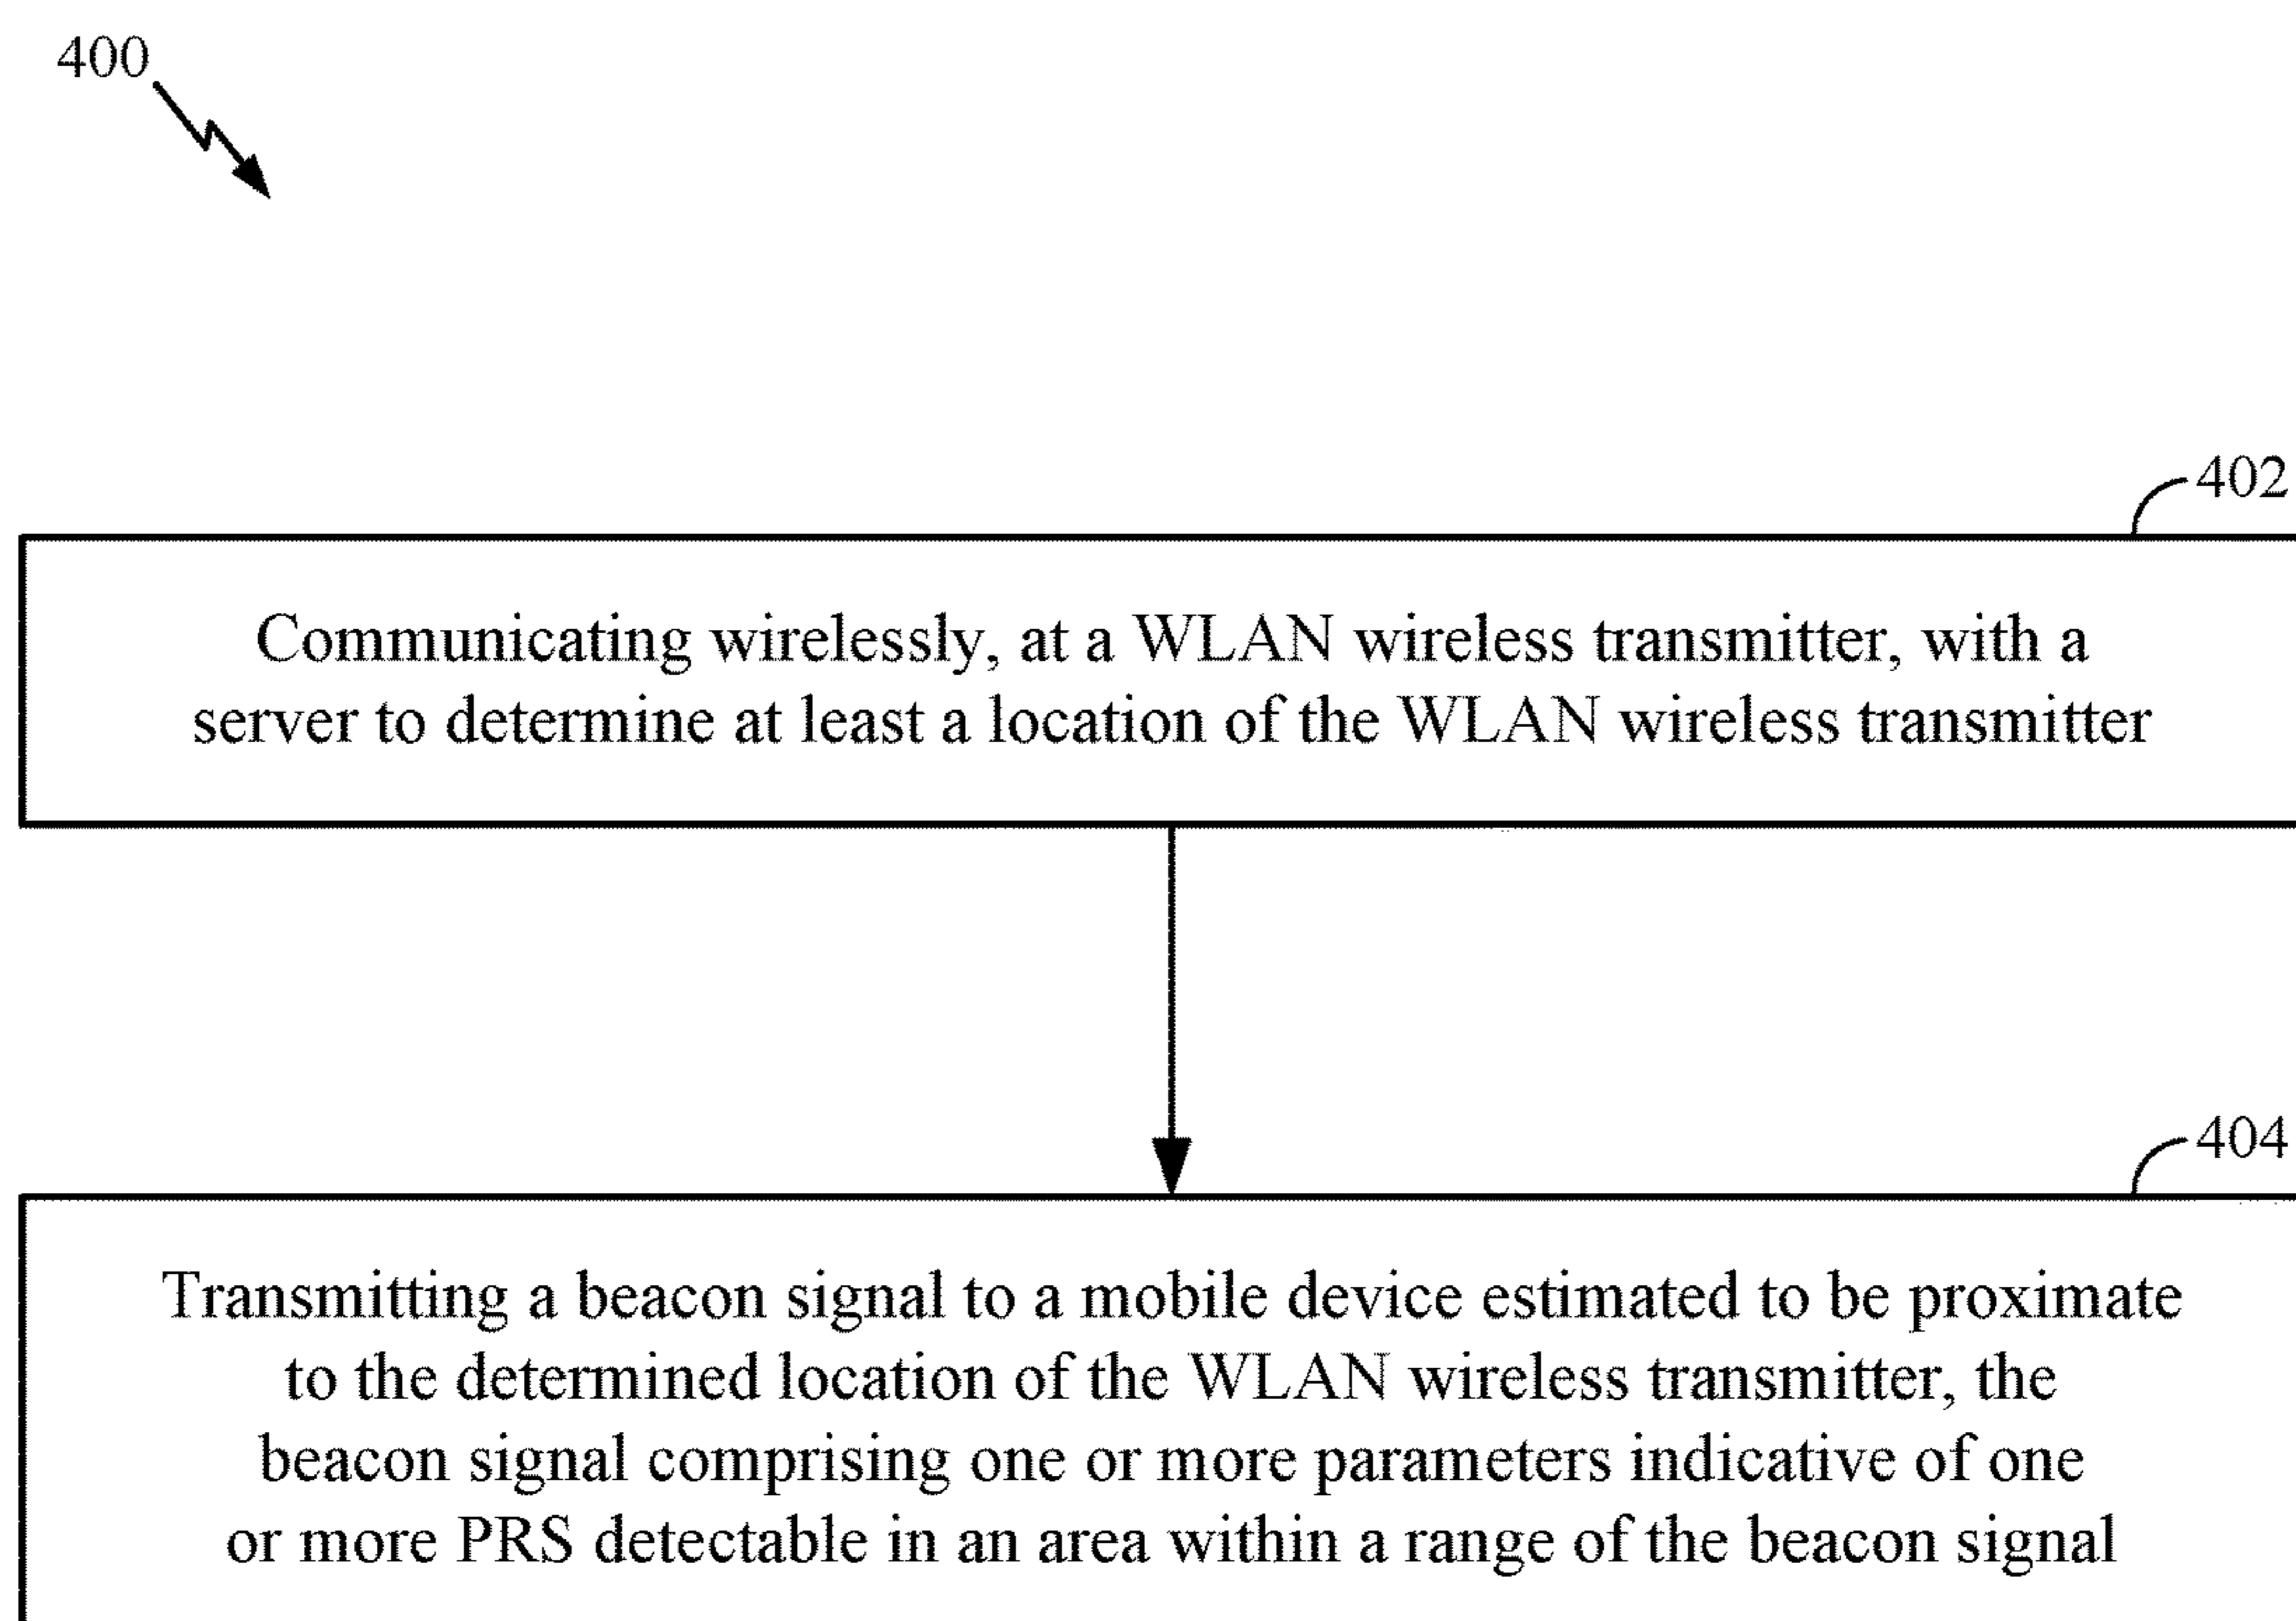 400
402
Communicating wirelessly, at a WLAN wireless transmitter, with a
server to determine at least a location of the WLAN wireless transmitter
404
Transmitting a beacon signal to a mobile device estimated to be proximate
to the determined location of the WLAN wireless transmitter, the
beacon signal comprising one or more parameters indicative of one
or more PRS detectable in an area within a range of the beacon signal